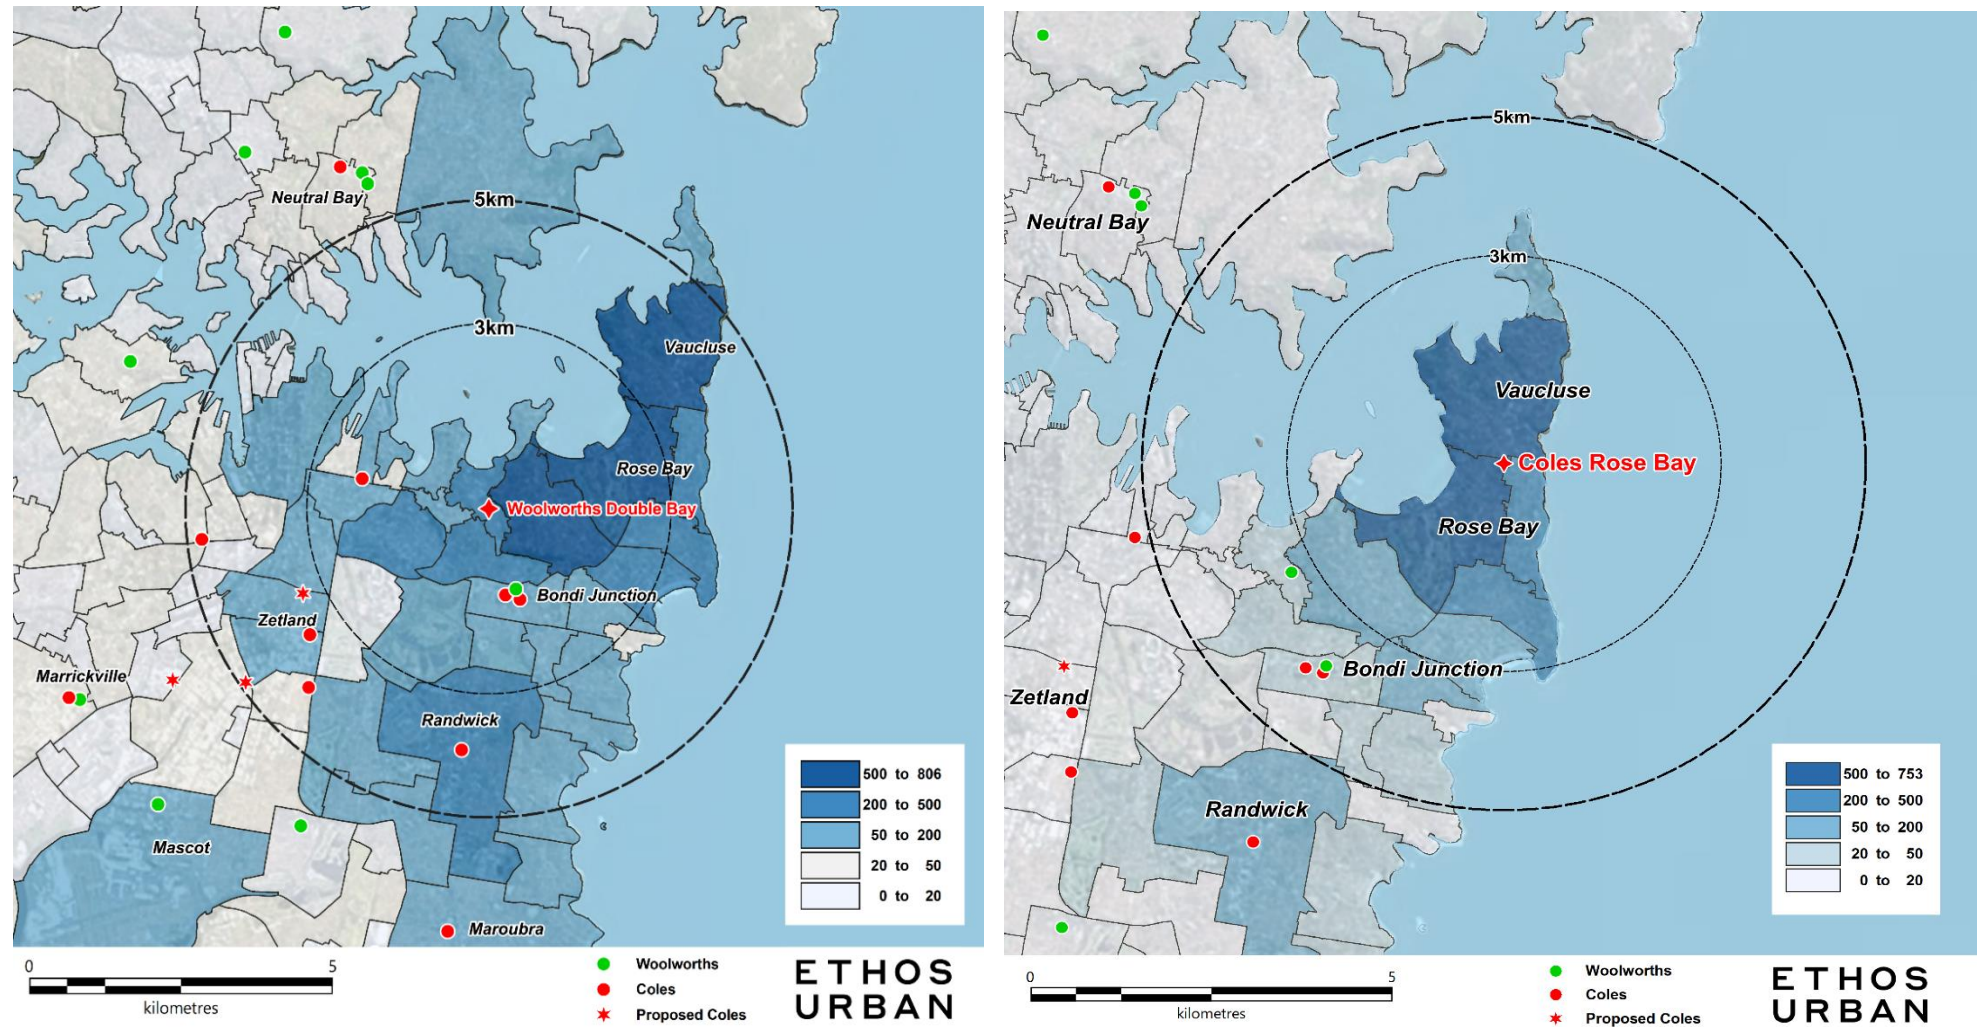 5km
Neutral Bay
3km
Vaucluse
Rose Bay
Woolworths Double Bay
Bondi Junction
Zetland
Marrickville
Randwick
Mascot
Maroubra
500 to 806
200 to 500
50 to 200
20 to 50
0 to 20
0 5
kilometres
Woolworths
Coles
Proposed Coles
ETHOS
URBAN
5km
Neutral Bay
3km
Vaucluse
Coles Rose Bay
Rose Bay
Bondi Junction
Zetland
Randwick
500 to 753
200 to 500
50 to 200
20 to 50
0 to 20
0 5
kilometres
Woolworths
Coles
Proposed Coles
ETHOS
URBAN